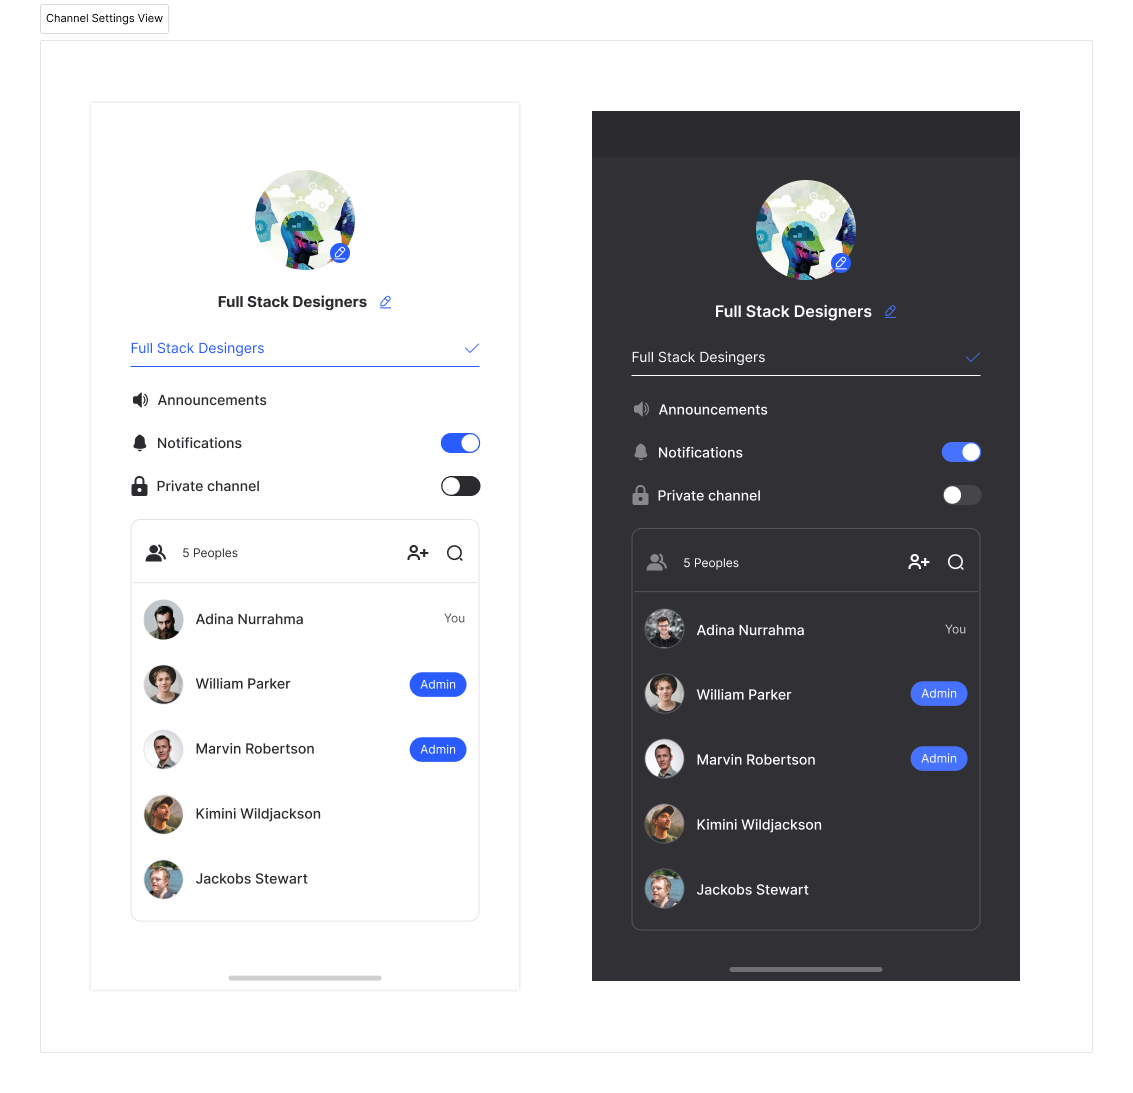 Channel Settings View
Full Stack Designers
Full Stack Desingers
Announcements
Notifications
Private channel
5 Peoples
Adina Nurrahma
You
William Parker
Admin
Marvin Robertson
Admin
Kimini Wildjackson
Jackobs Stewart
Full Stack Designers
Full Stack Desingers
Announcements
Notifications
Private channel
5 Peoples
Adina Nurrahma
You
William Parker
Admin
Marvin Robertson
Admin
Kimini Wildjackson
Jackobs Stewart